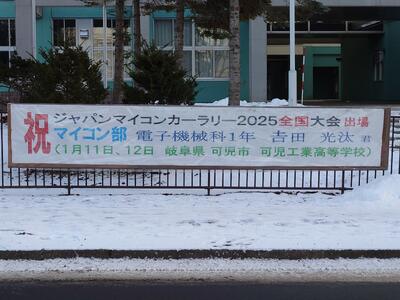 祝
ジャパンマイコンカーラリー2025全国大会 出場
マイコン部 電子機械科1年 𠮷田 光汰 君
(1月11日、12日 岐阜県 可児市 可児工業高等学校)